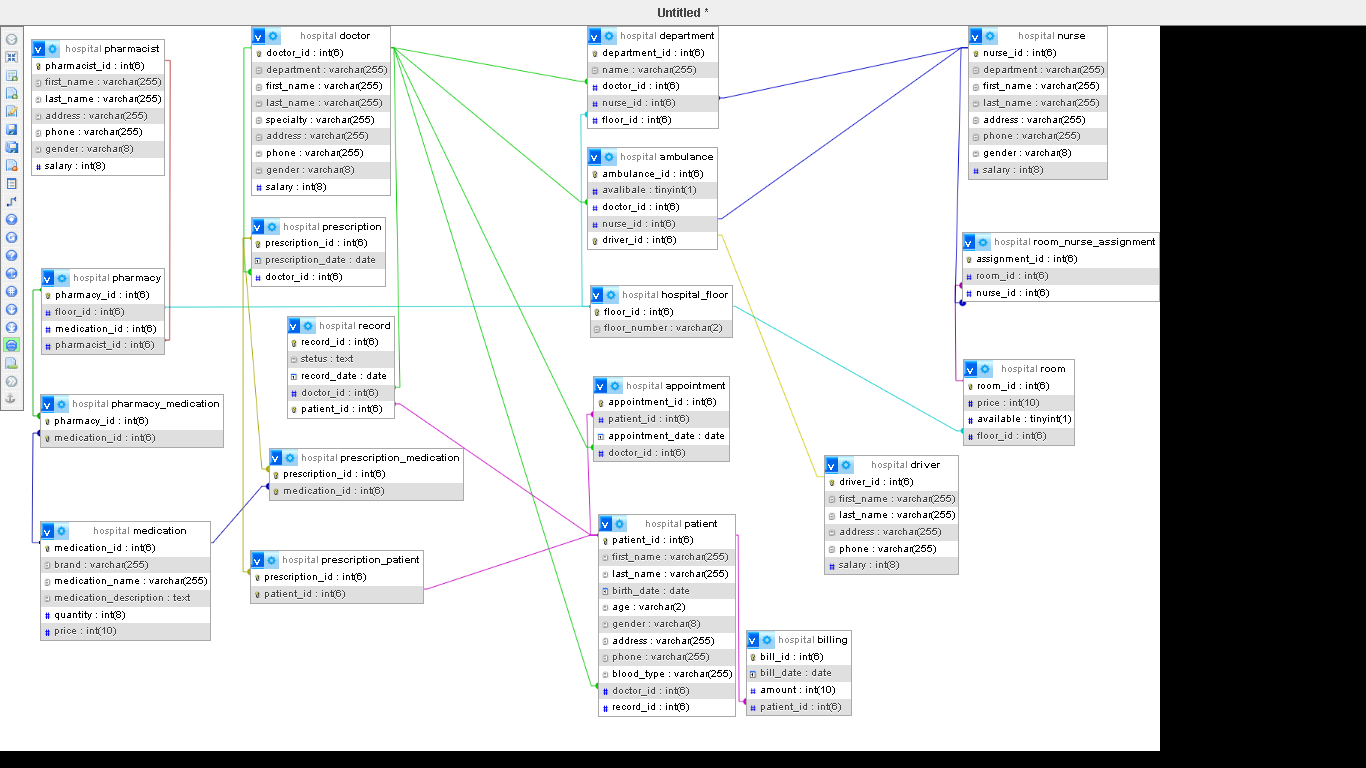 Untitled *
hospital pharmacist
pharmacist_id : int(6)
first_name : varchar(255)
last_name : varchar(255)
address : varchar(255)
phone : varchar(255)
gender : varchar(8)
salary : int(8)
hospital doctor
doctor_id : int(6)
department : varchar(255)
first_name : varchar(255)
last_name : varchar(255)
specialty : varchar(255)
address : varchar(255)
phone : varchar(255)
gender : varchar(8)
salary : int(8)
hospital department
department_id : int(6)
name : varchar(255)
doctor_id : int(6)
nurse_id : int(6)
floor_id : int(6)
hospital nurse
nurse_id : int(6)
department : varchar(255)
first_name : varchar(255)
last_name : varchar(255)
address : varchar(255)
phone : varchar(255)
gender : varchar(8)
salary : int(8)
hospital ambulance
ambulance_id : int(6)
avalibale : tinyint(1)
doctor_id : int(6)
nurse_id : int(6)
driver_id : int(6)
hospital prescription
prescription_id : int(6)
prescription_date : date
doctor_id : int(6)
hospital room_nurse_assignment
assignment_id : int(6)
room_id : int(6)
nurse_id : int(6)
hospital pharmacy
pharmacy_id : int(6)
floor_id : int(6)
medication_id : int(6)
pharmacist_id : int(6)
hospital hospital_floor
floor_id : int(6)
floor_number : varchar(2)
hospital record
record_id : int(6)
stetus : text
record_date : date
doctor_id : int(6)
patient_id : int(6)
hospital room
room_id : int(6)
price : int(10)
available : tinyint(1)
floor_id : int(6)
hospital appointment
appointment_id : int(6)
patient_id : int(6)
appointment_date : date
doctor_id : int(6)
hospital pharmacy_medication
pharmacy_id : int(6)
medication_id : int(6)
hospital prescription_medication
prescription_id : int(6)
medication_id : int(6)
hospital driver
driver_id : int(6)
first_name : varchar(255)
last_name : varchar(255)
address : varchar(255)
phone : varchar(255)
salary : int(8)
hospital medication
medication_id : int(6)
brand : varchar(255)
medication_name : varchar(255)
medication_description : text
quantity : int(8)
price : int(10)
hospital prescription_patient
prescription_id : int(6)
patient_id : int(6)
hospital patient
patient_id : int(6)
first_name : varchar(255)
last_name : varchar(255)
birth_date : date
age : varchar(2)
gender : varchar(8)
address : varchar(255)
phone : varchar(255)
blood_type : varchar(255)
doctor_id : int(6)
record_id : int(6)
hospital billing
bill_id : int(6)
bill_date : date
amount : int(10)
patient_id : int(6)